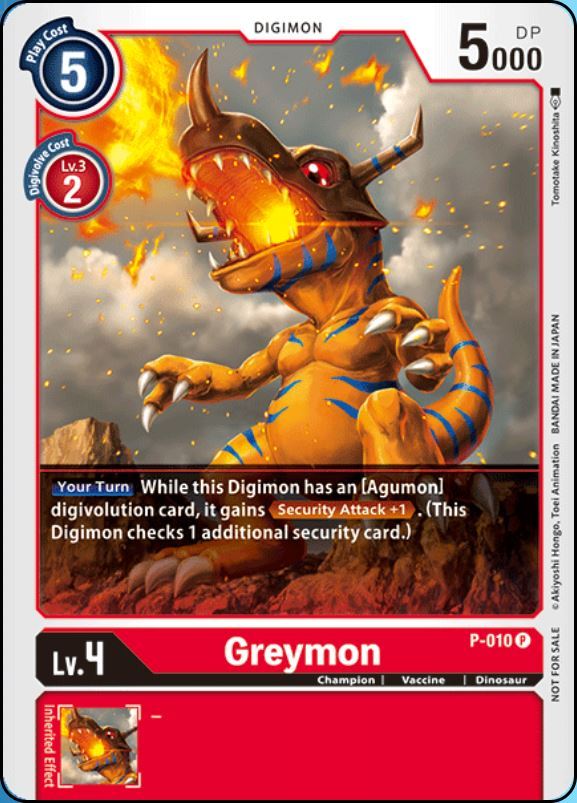 Play Cost
5
DIGIMON
5000
DP
Digivolve Cost
Lv.3
2
Tomotake Kinoshita
Your Turn While this Digimon has an [Agumon]
digivolution card, it gains Security Attack +1 . (This
Digimon checks 1 additional security card.)
© Akiyoshi Hongo, Toei Animation BANDAI MADE IN JAPAN
NOT FOR SALE
Lv.4
Greymon
P-010 P
Champion | Vaccine | Dinosaur
Inherited Effect
–